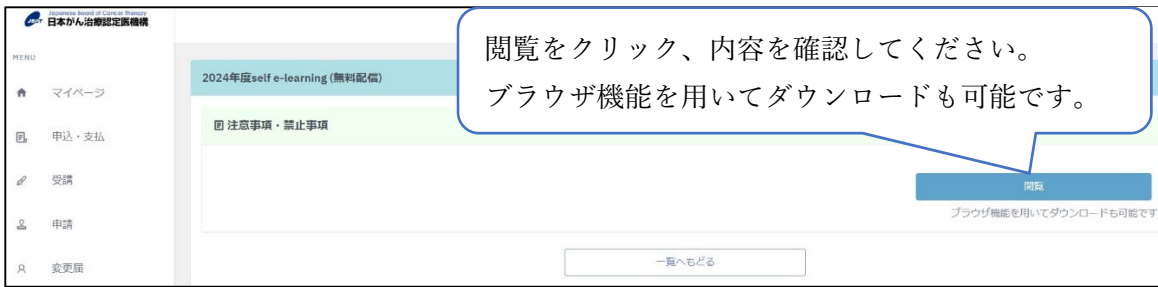 Japanese Board of Cancer Therapy
日本がん治療認定医機構
MENU
マイページ
申込・支払
受講
申請
変更届
2024年度self e-learning (無料配信)
注意事項・禁止事項
閲覧をクリック、内容を確認してください。
ブラウザ機能を用いてダウンロードも可能です。
閲覧
ブラウザ機能を用いてダウンロードも可能です
一覧へもどる